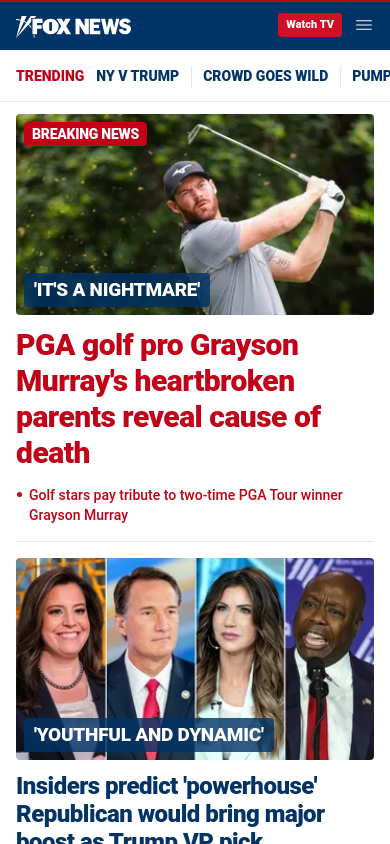 FOX NEWS
Watch TV
TRENDING NY V TRUMP CROWD GOES WILD PUMP
BREAKING NEWS
'IT'S A NIGHTMARE'
PGA golf pro Grayson
Murray's heartbroken
parents reveal cause of
death
• Golf stars pay tribute to two-time PGA Tour winner
Grayson Murray
'YOUTHFUL AND DYNAMIC'
Insiders predict 'powerhouse'
Republican would bring major
boost as Trump VP pick